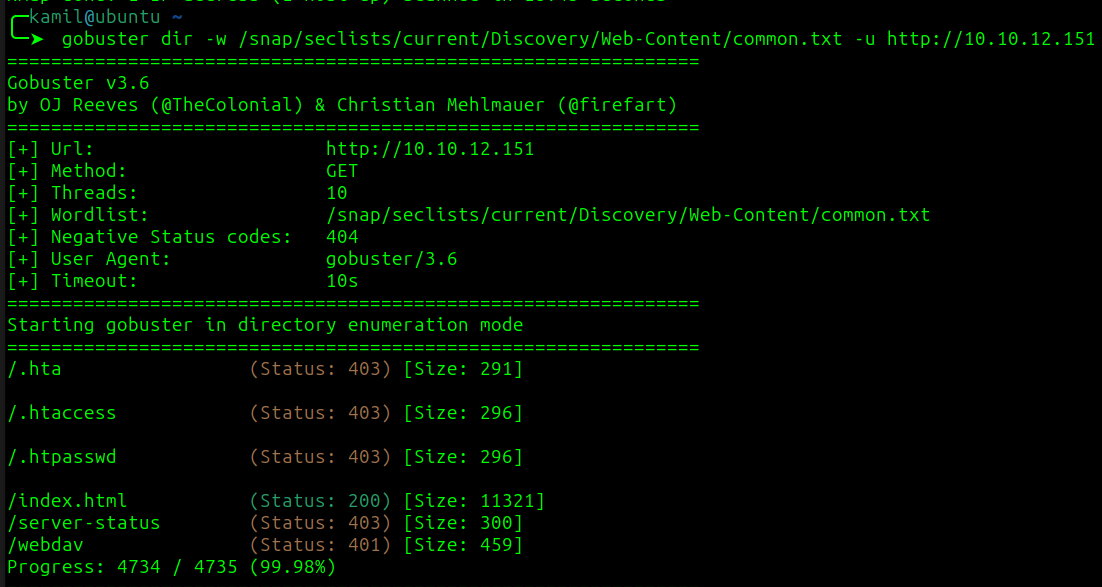 kamil@ubuntu ~
➤ gobuster dir -w /snap/seclists/current/Discovery/Web-Content/common.txt -u http://10.10.12.151
===============================================================
Gobuster v3.6
by OJ Reeves (@TheColonial) & Christian Mehlmauer (@firefart)
===============================================================
[+] Url:                     http://10.10.12.151
[+] Method:                  GET
[+] Threads:                 10
[+] Wordlist:                /snap/seclists/current/Discovery/Web-Content/common.txt
[+] Negative Status codes:   404
[+] User Agent:              gobuster/3.6
[+] Timeout:                 10s
===============================================================
Starting gobuster in directory enumeration mode
===============================================================
/.hta                 (Status: 403) [Size: 291]
/.htaccess            (Status: 403) [Size: 296]
/.htpasswd            (Status: 403) [Size: 296]
/index.html           (Status: 200) [Size: 11321]
/server-status        (Status: 403) [Size: 300]
/webdav               (Status: 401) [Size: 459]
Progress: 4734 / 4735 (99.98%)